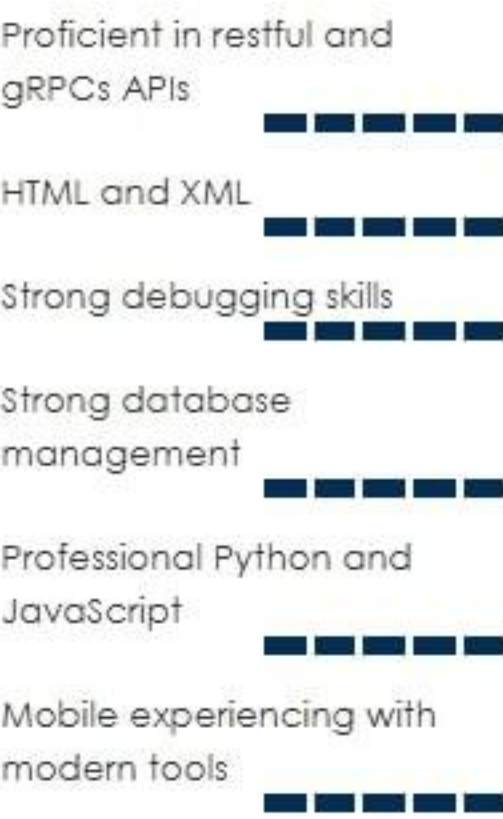 Proficient in restful and
gRPCs APIs
HTML and XML
Strong debugging skills
Strong database
management
Professional Python and
JavaScript
Mobile experiencing with
modern tools